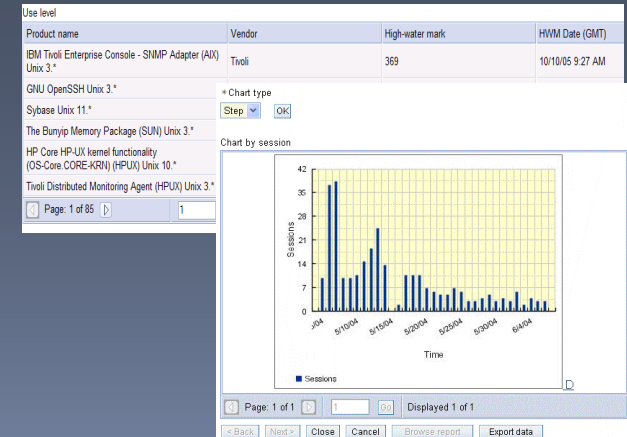 Use level
Product name Vendor High-water mark HWM Date (GMT)
IBM Tivoli Enterprise Console - SNMP Adapter (AIX)
Unix 3.* Tivoli 369 10/10/05 9:27 AM
GNU OpenSSH Unix 3.*
Sybase Unix 11.*
The Bunyip Memory Package (SUN) Unix 3.*
HP Core HP-UX kernel functionality
(OS-Core.CORE-KRN) (HPUX) Unix 10.*
Tivoli Distributed Monitoring Agent (HPUX) Unix 3.*
Page: 1 of 85 1
*Chart type
Step OK
Chart by session
42
35
28
21
14
7
0
Sessions
5/10/04 5/15/04 5/20/04 5/25/04 5/30/04 6/4/04
Time
Sessions
D
Page: 1 of 1 1 Go Displayed 1 of 1
< Back Next > Close Cancel Browse report Export data